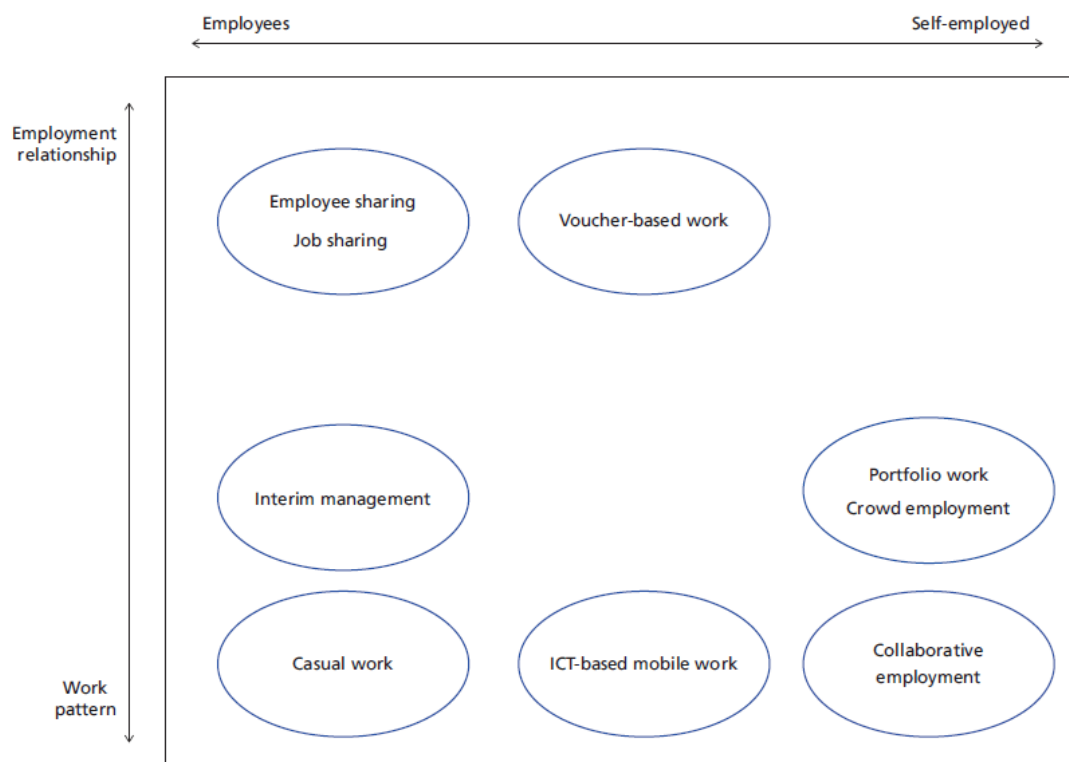 Employees
Self-employed
Employment
relationship
Employee sharing
Job sharing
Voucher-based work
Interim management
Portfolio work
Crowd employment
Casual work
ICT-based mobile work
Collaborative
employment
Work
pattern